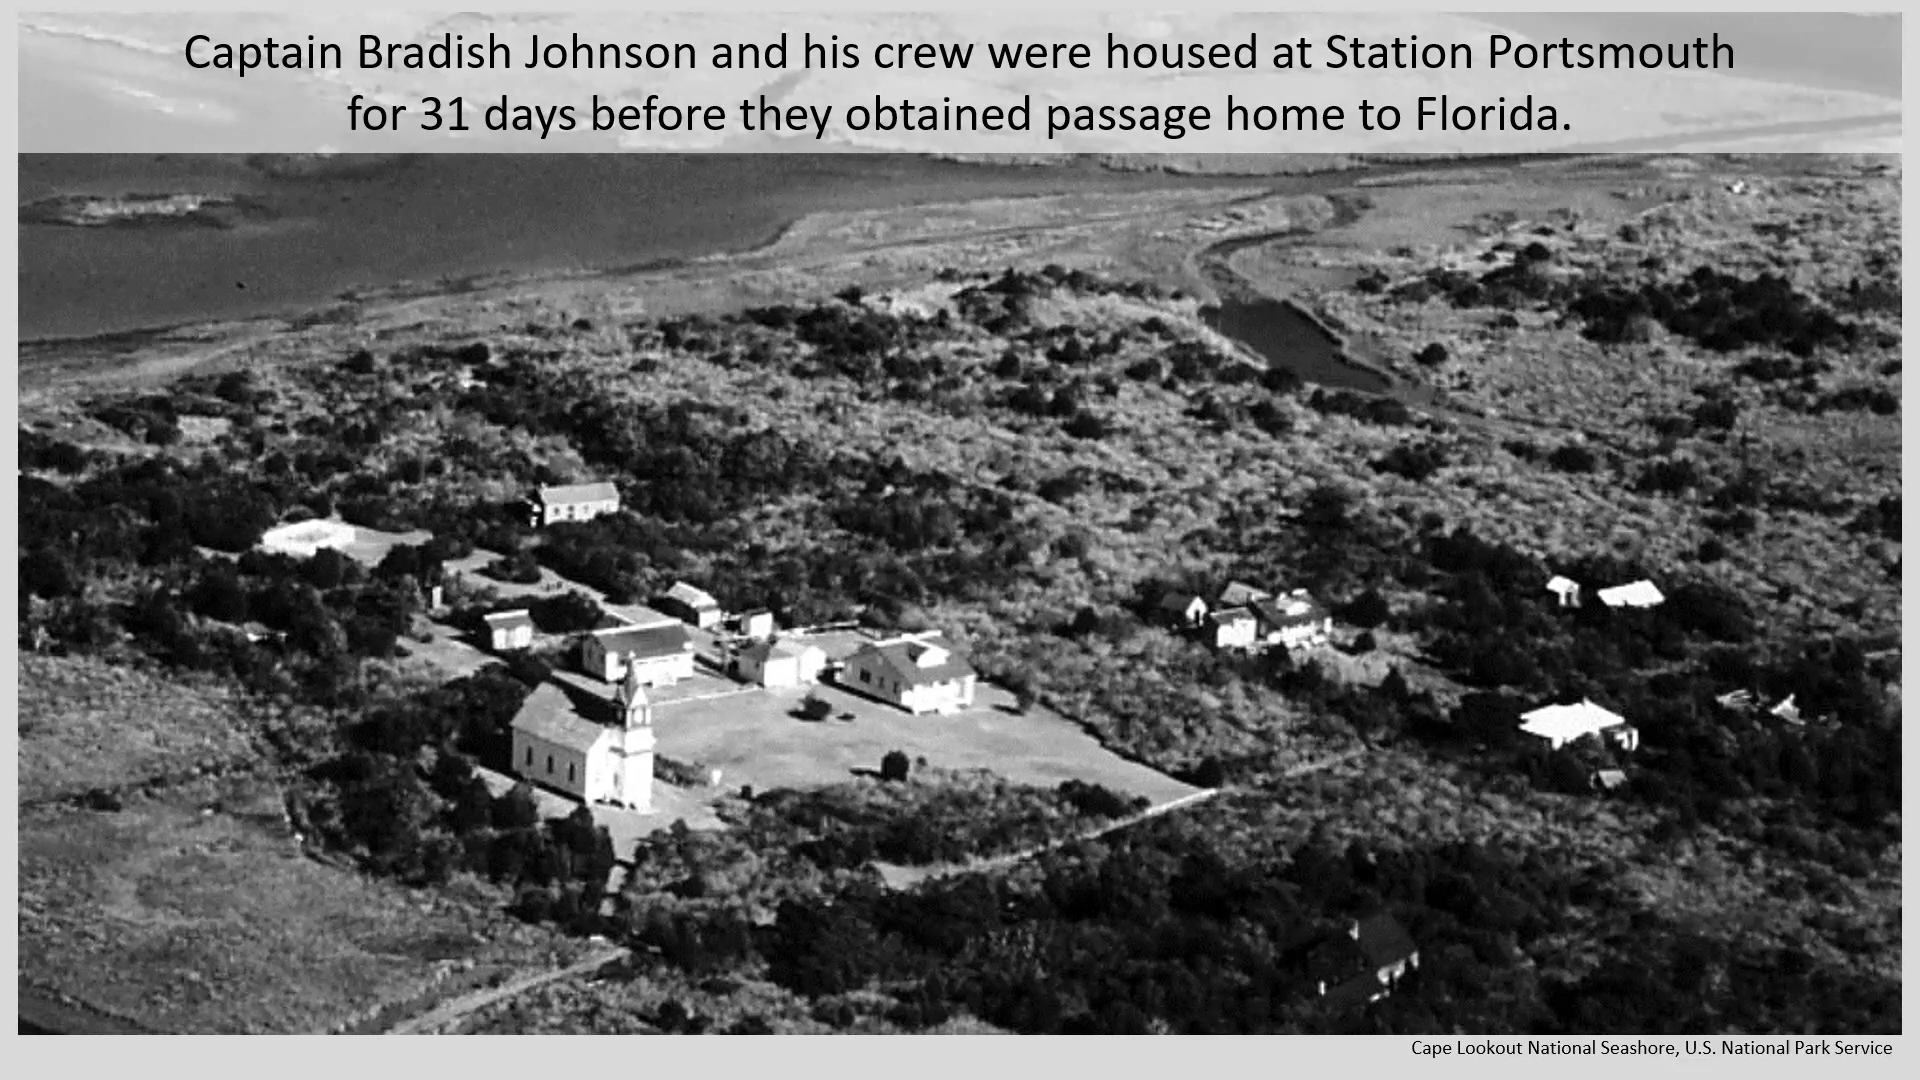 Captain Bradish Johnson and his crew were housed at Station Portsmouth
for 31 days before they obtained passage home to Florida.
Cape Lookout National Seashore, U.S. National Park Service